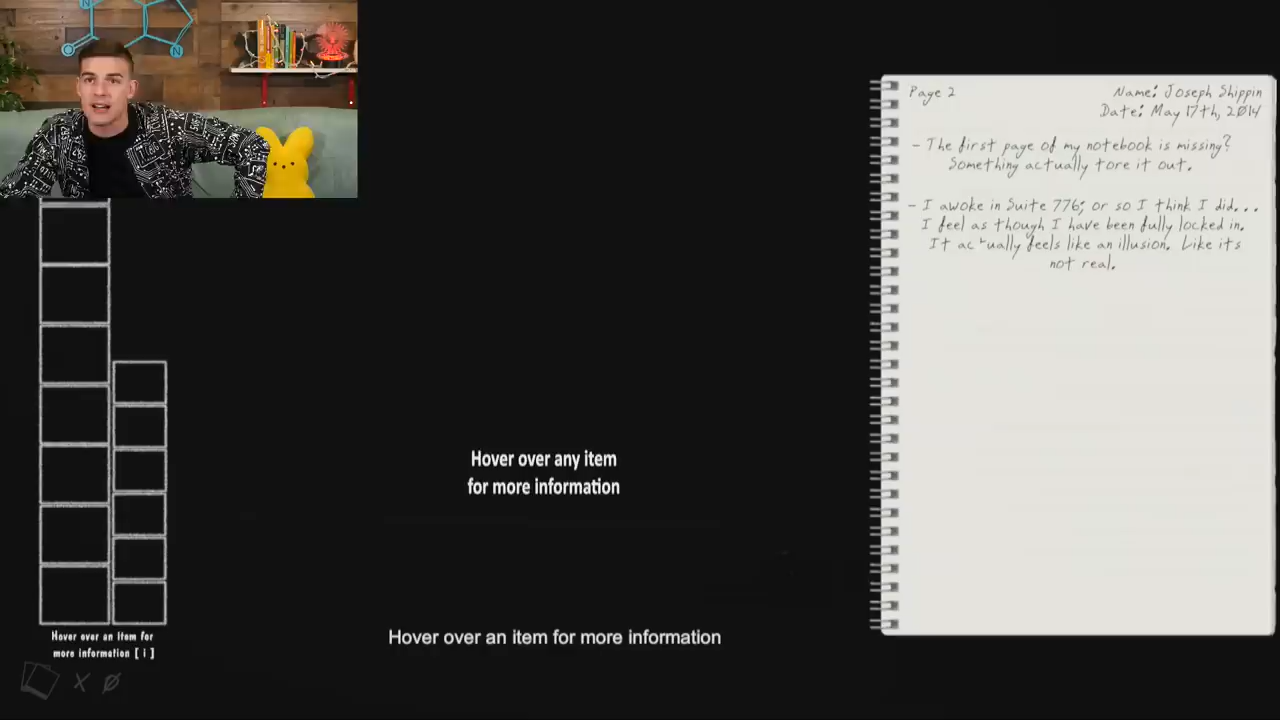 Page 2
Name: Joseph Shippin
Date: May 17th, 2014
- The first page of my notebook is missing?
Something actually tore it out.
- I awoke in Suite 776; or so I think I did...
I feel as though I have been fully locked in.
It actually feels like an illusion. Like its
not real.
Hover over any item
for more information
Hover over an item for more information
Hover over an item for
more information [ i ]
X Ø
N